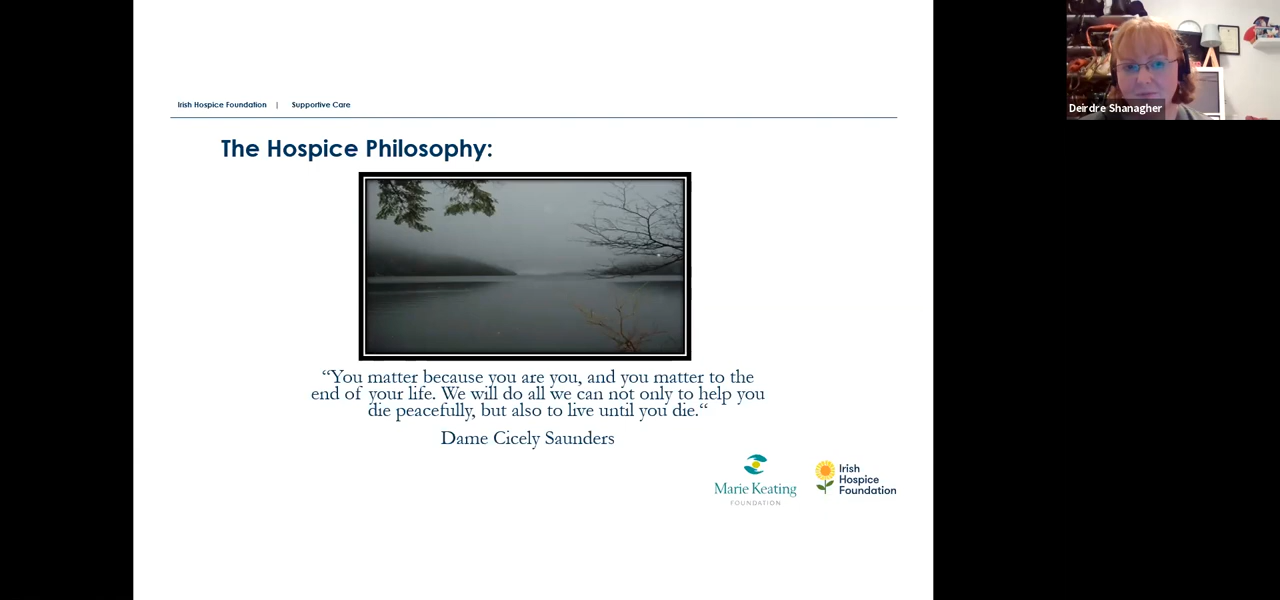 Irish Hospice Foundation | Supportive Care
The Hospice Philosophy:
“You matter because you are you, and you matter to the
end of your life. We will do all we can not only to help you
die peacefully, but also to live until you die.“
Dame Cicely Saunders
Marie Keating
FOUNDATION
Irish
Hospice
Foundation
Deirdre Shanagher